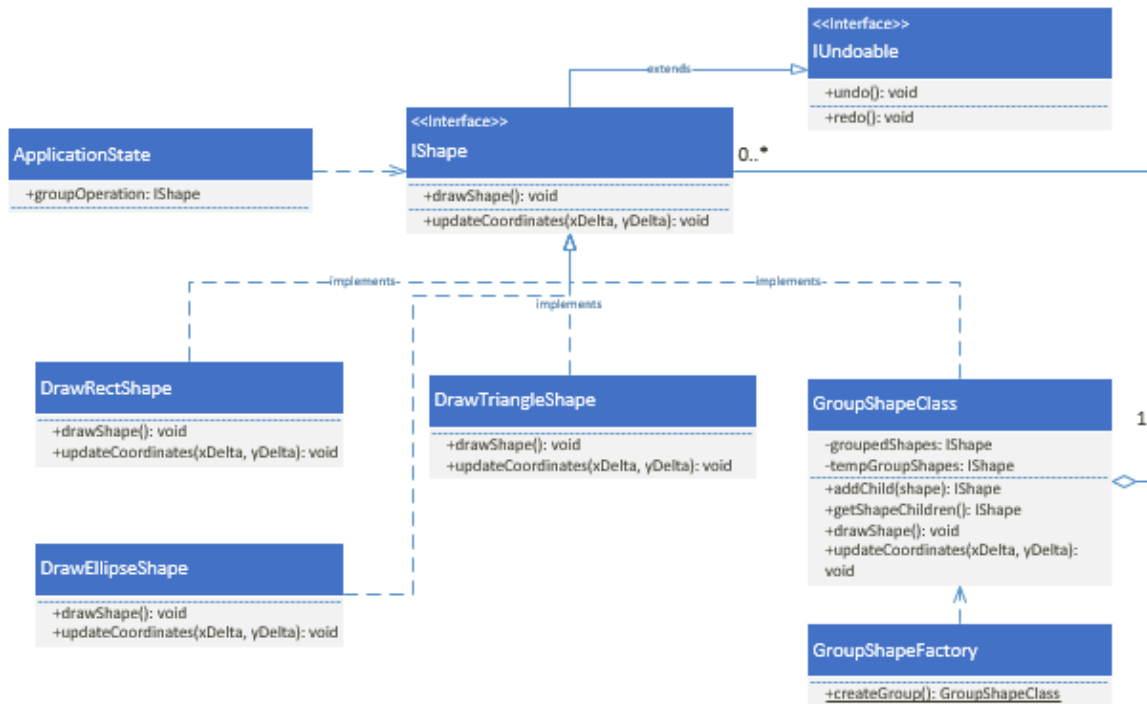 <<Interface>>
IUndoable
+undo(): void
+redo(): void
extends
<<Interface>>
IShape
+drawShape(): void
+updateCoordinates(xDelta, yDelta): void
0..*
ApplicationState
+groupOperation: IShape
implements
implements
implements
DrawRectShape
+drawShape(): void
+updateCoordinates(xDelta, yDelta): void
DrawTriangleShape
+drawShape(): void
+updateCoordinates(xDelta, yDelta): void
GroupShapeClass
-groupedShapes: IShape
-tempGroupShapes: IShape
+addChild(shape): IShape
+getShapeChildren(): IShape
+drawShape(): void
+updateCoordinates(xDelta, yDelta):
void
1
DrawEllipseShape
+drawShape(): void
+updateCoordinates(xDelta, yDelta): void
GroupShapeFactory
+createGroup(): GroupShapeClass